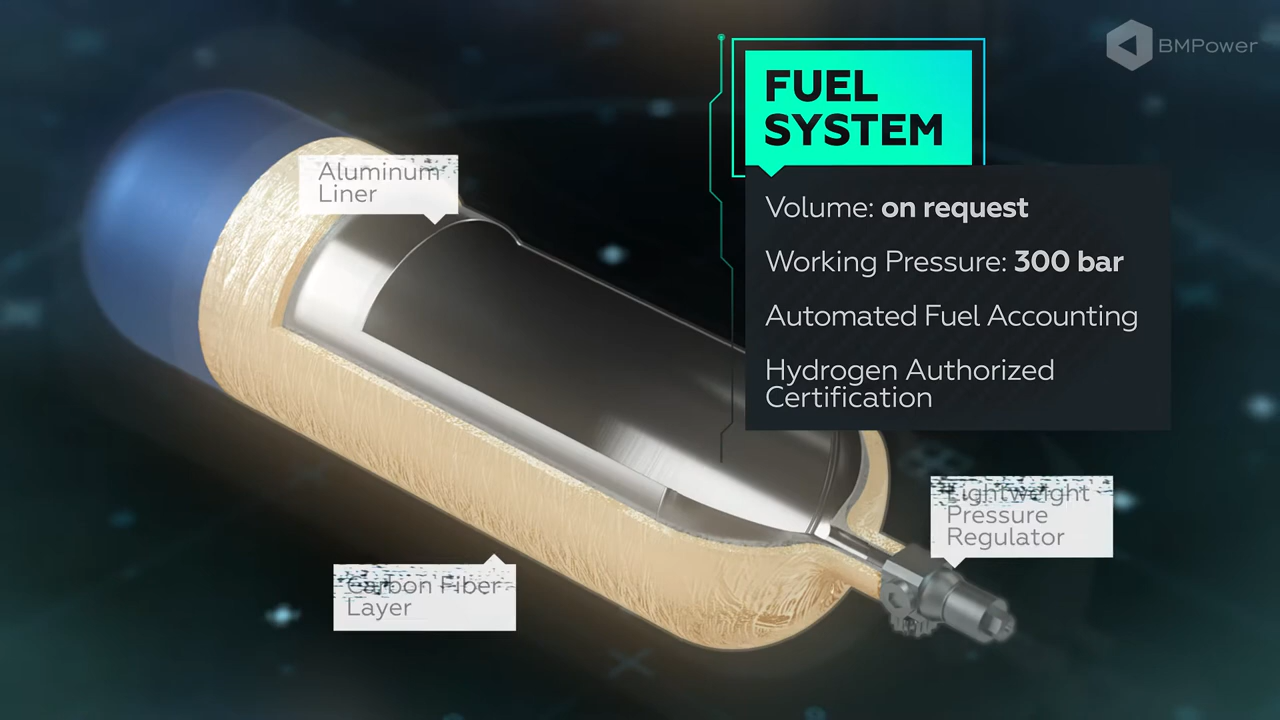 BMPower
FUEL
SYSTEM
Aluminum
Liner
Volume: on request
Working Pressure: 300 bar
Automated Fuel Accounting
Hydrogen Authorized
Certification
Lightweight
Pressure
Regulator
Carbon Fiber
Layer